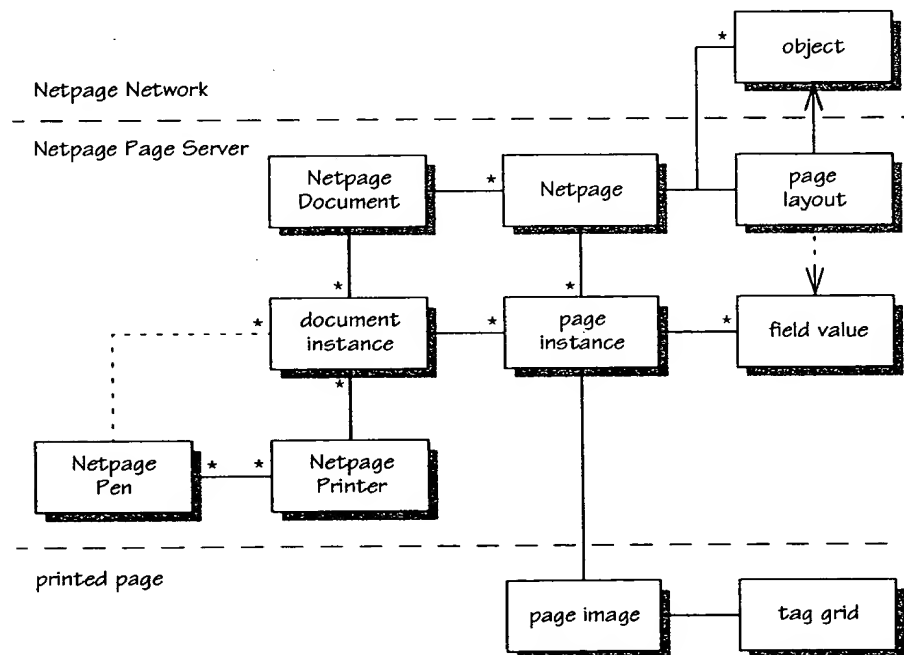 *
object
Netpage Network
Netpage Page Server
Netpage
Document
*
Netpage
page
layout
*
*
*
document
instance
*
page
instance
*
field value
*
Netpage
Pen
*
*
Netpage
Printer
printed page
page image
tag grid